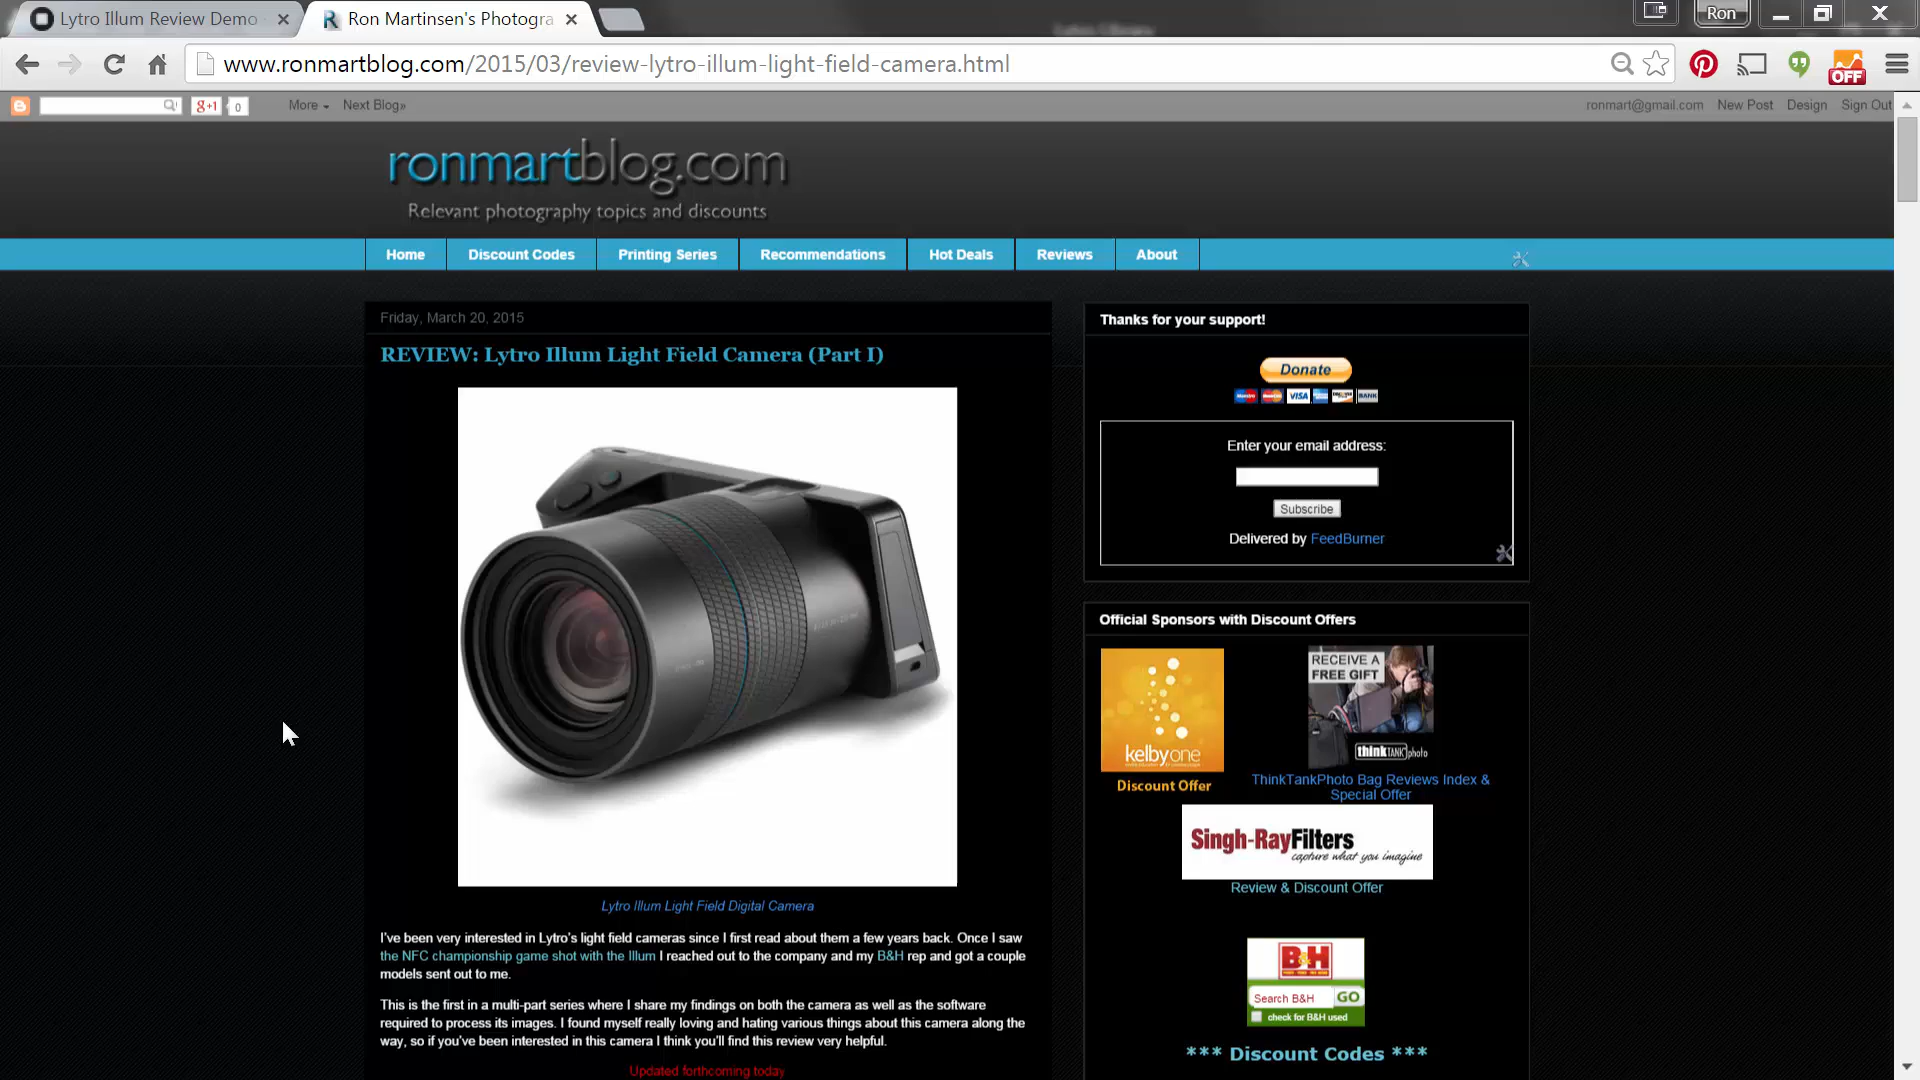 Lytro Illum Review Demo
Ron Martinsen's Photogra
Ron
www.ronmartblog.com/2015/03/review-lytro-illum-light-field-camera.html
OFF
g+1 0
More
Next Blog»
ronmart@gmail.com
New Post
Design
Sign Out
ronmartblog.com
Relevant photography topics and discounts
Home
Discount Codes
Printing Series
Recommendations
Hot Deals
Reviews
About
Friday, March 20, 2015
REVIEW: Lytro Illum Light Field Camera (Part I)
Lytro Illum Light Field Digital Camera
I've been very interested in Lytro's light field cameras since I first read about them a few years back. Once I saw
the NFC championship game shot with the Illum I reached out to the company and my B&H rep and got a couple
models sent out to me.
This is the first in a multi-part series where I share my findings on both the camera as well as the software
required to process its images. I found myself really loving and hating various things about this camera along the
way, so if you've been interested in this camera I think you'll find this review very helpful.
Updated forthcoming today
Thanks for your support!
Donate
VISA
BANK
Enter your email address:
Subscribe
Delivered by FeedBurner
Official Sponsors with Discount Offers
kelbyone
Discount Offer
RECEIVE A
FREE GIFT
thinkTANKphoto
ThinkTankPhoto Bag Reviews Index &
Special Offer
Singh-RayFilters
capture what you imagine
Review & Discount Offer
B&H
Search B&H GO
check for B&H used
*** Discount Codes ***